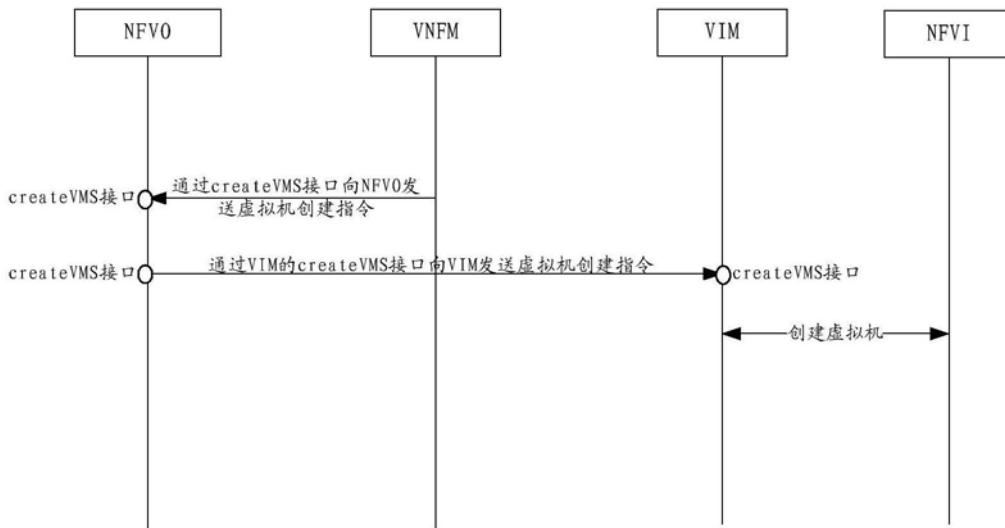 NFVO
VNFM
VIM
NFVI
createVMS接口
通过createVMS接口向NFVO发
送虚拟机创建指令
createVMS接口
通过VIM的createVMS接口向VIM发送虚拟机创建指令
createVMS接口
创建虚拟机